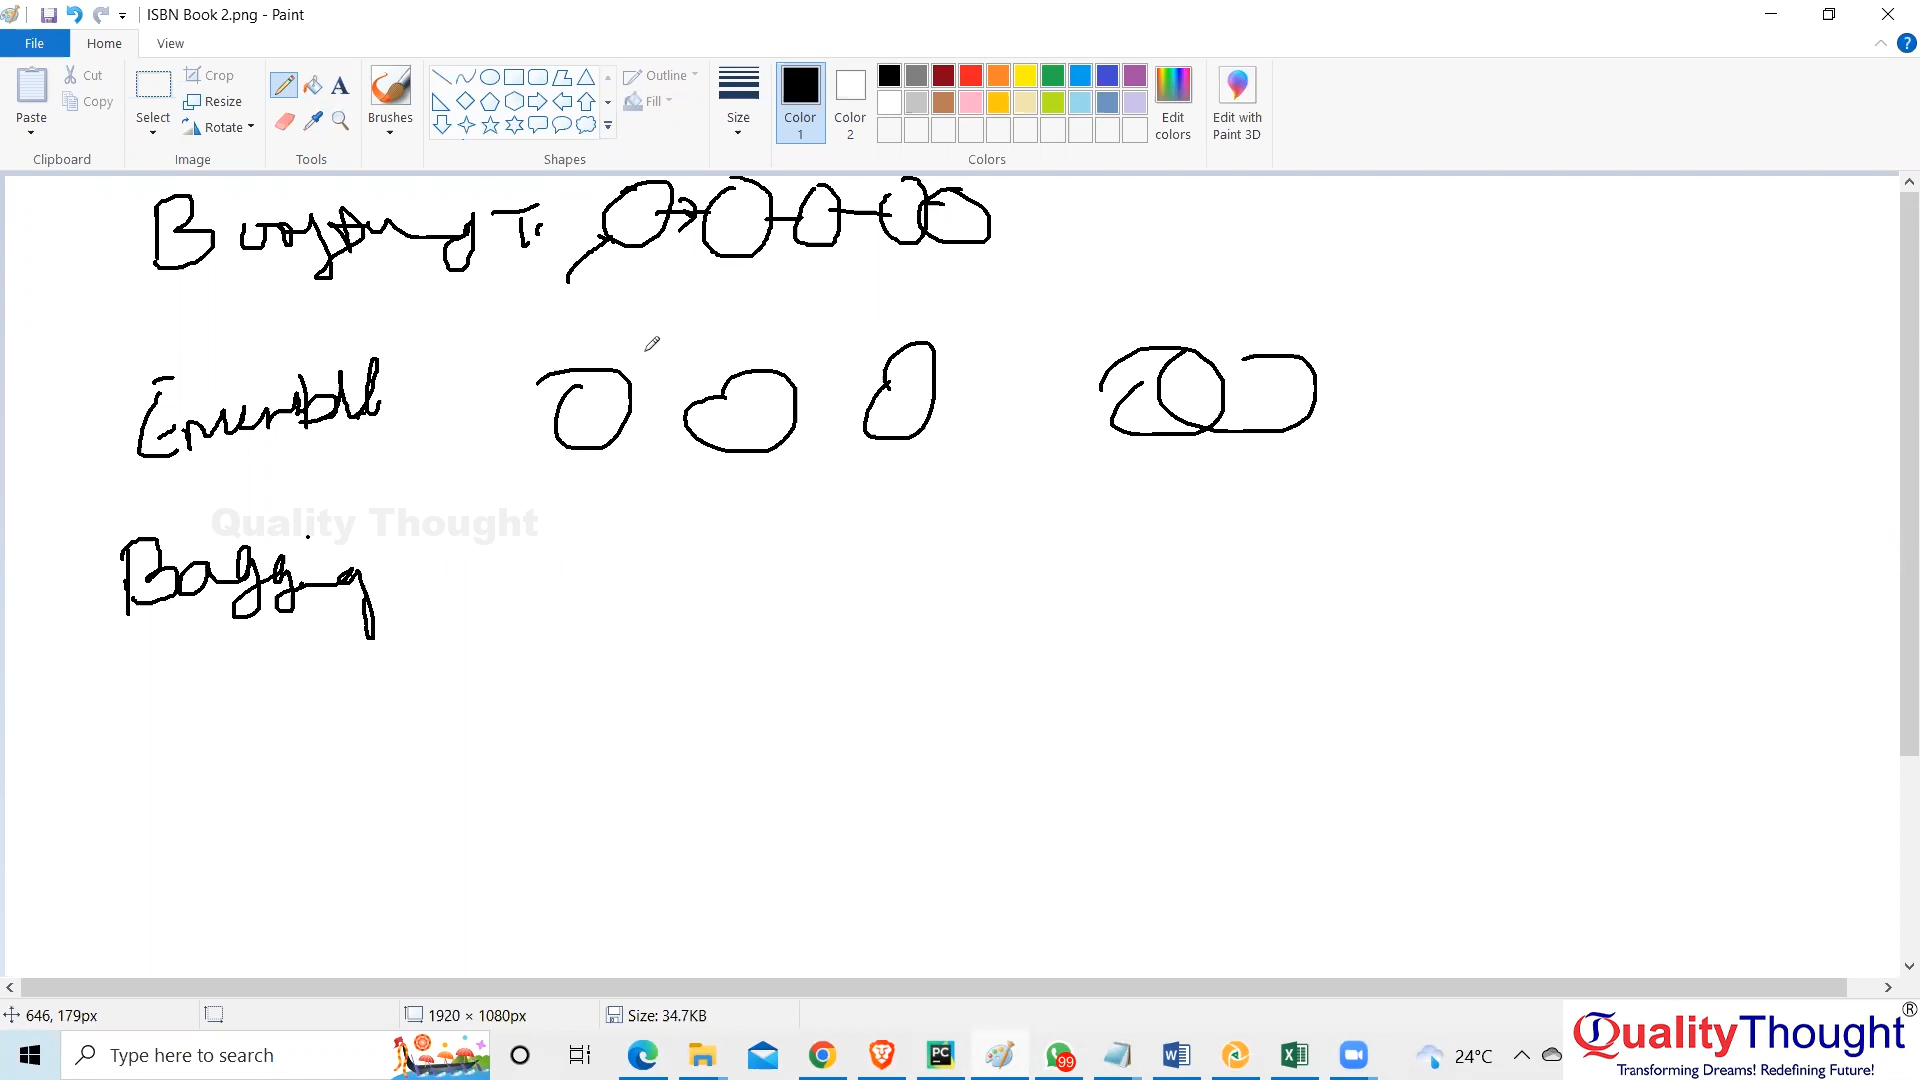 ISBN Book 2.png - Paint
File Home View
Paste Cut Copy
Clipboard
Select Crop Resize Rotate
Image
Tools
Brushes
Outline Fill
Shapes
Size
Color 1
Color 2
Edit colors
Colors
Edit with Paint 3D
Ensemble
Quality Thought
Bagging
646, 179px
1920 × 1080px
Size: 34.7KB
Type here to search
PC
99
24°C
QualityThought®
Transforming Dreams! Redefining Future!